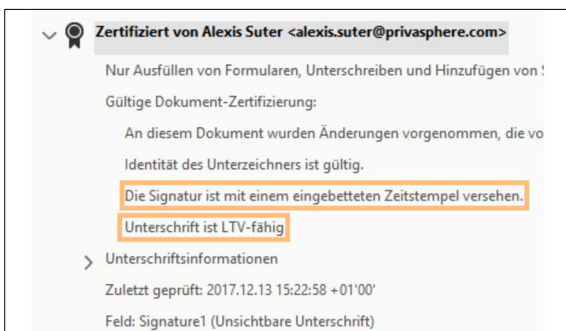 Zertifiziert von Alexis Suter <alexis.suter@privasphere.com>
Nur Ausfüllen von Formularen, Unterschreiben und Hinzufügen von
Gültige Dokument-Zertifizierung:
An diesem Dokument wurden Änderungen vorgenommen, die vo
Identität des Unterzeichners ist gültig.
Die Signatur ist mit einem eingebetteten Zeitstempel versehen.
Unterschrift ist LTV-fähig
Unterschriftsinformationen
Zuletzt geprüft: 2017.12.13 15:22:58 +01'00'
Feld: Signature1 (Unsichtbare Unterschrift)